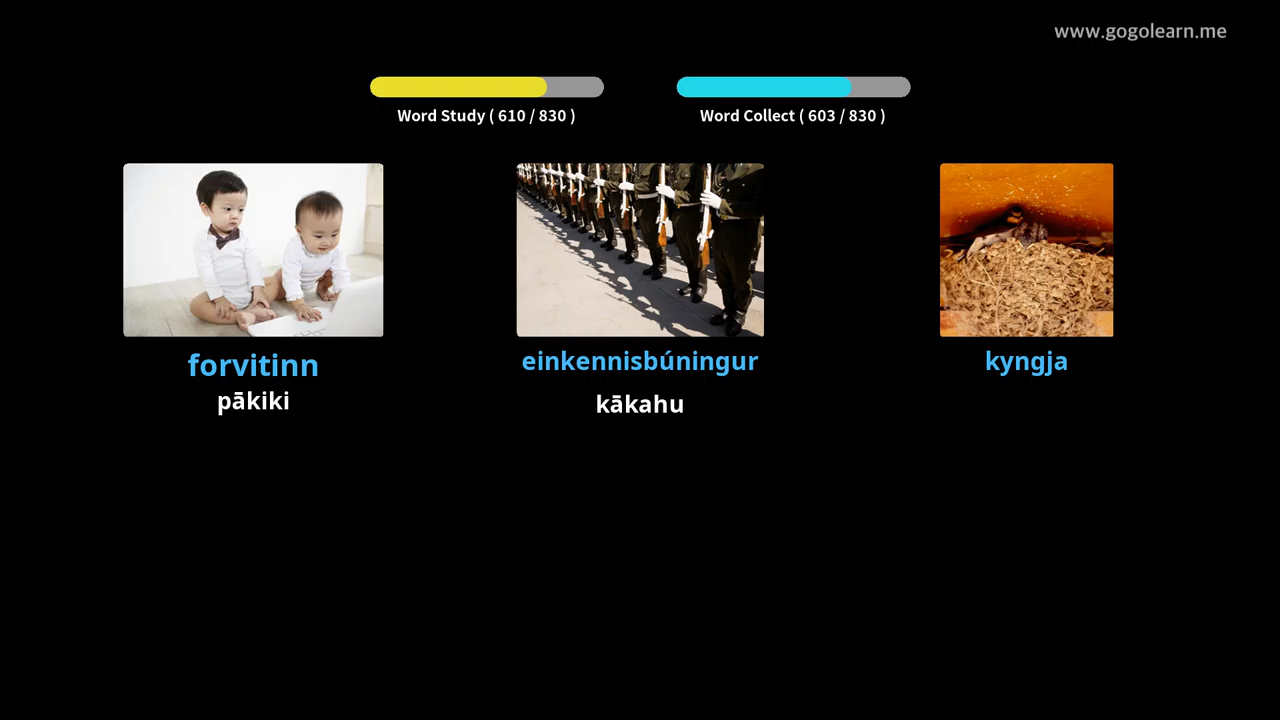 www.gogolearn.me
Word Study ( 610 / 830 )
Word Collect ( 603 / 830 )
forvitinn
pākiki
einkennisbúningur
kākahu
kyngja